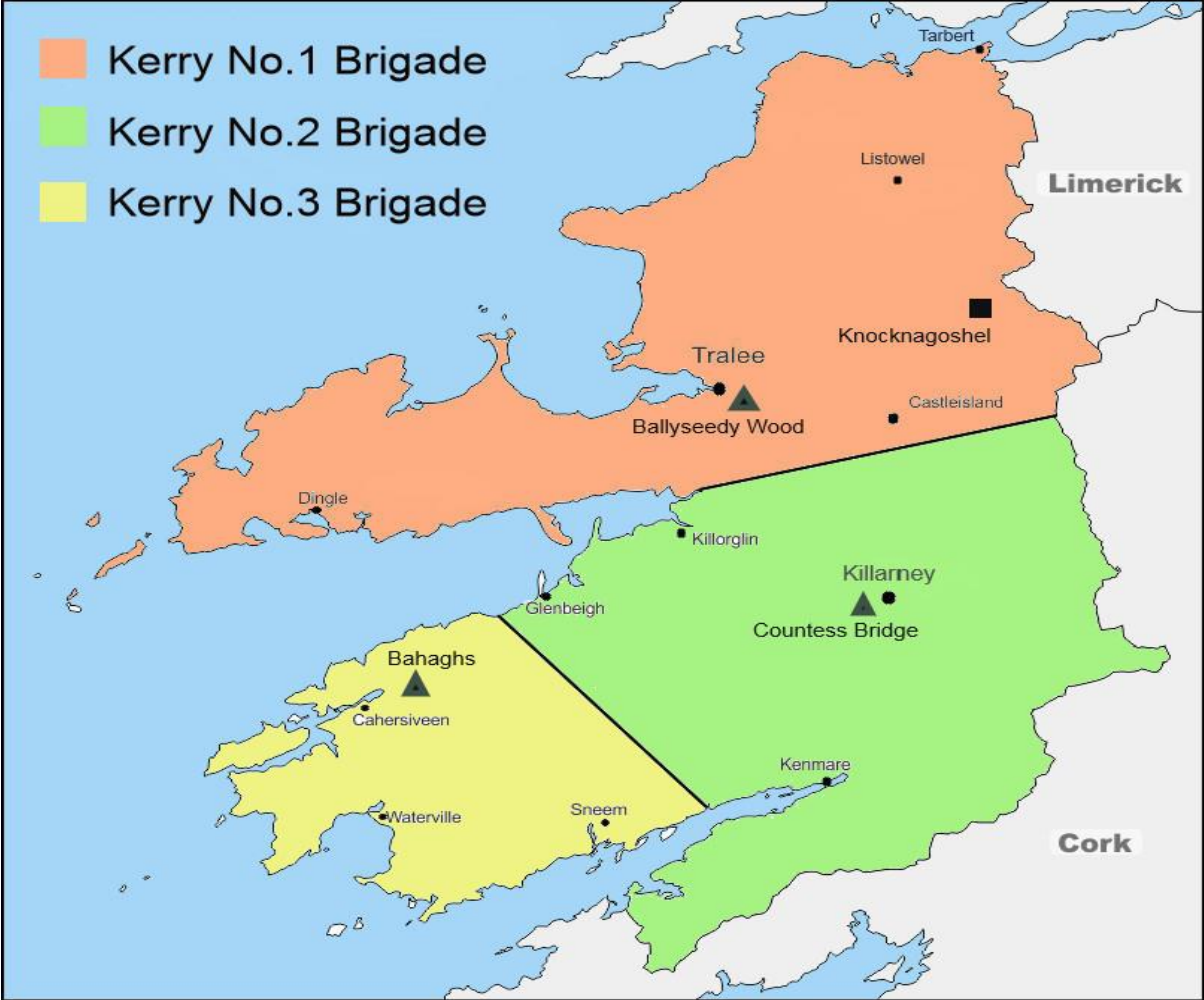 Kerry No.1 Brigade
Kerry No.2 Brigade
Kerry No.3 Brigade
Tarbert
Listowel
Limerick
Knocknagoshel
Tralee
Castleisland
Ballyseedy Wood
Dingle
Killorglin
Killarney
Glenbeigh
Countess Bridge
Bahaghs
Cahersiveen
Kenmare
Sneem
Waterville
Cork